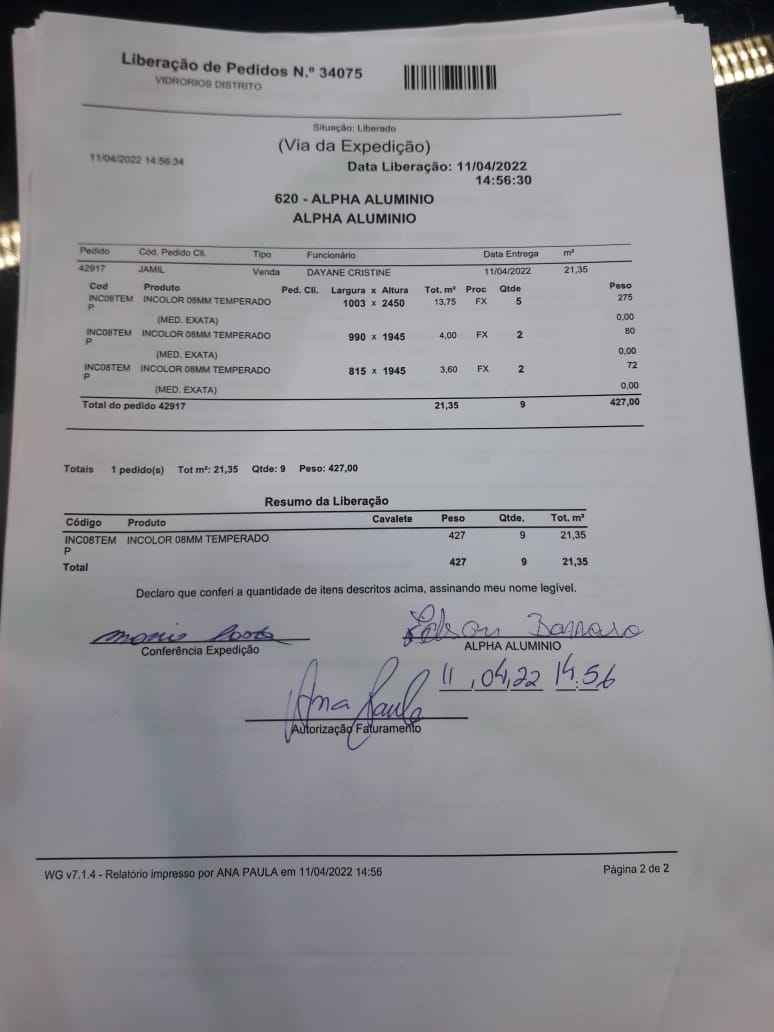 Liberação de Pedidos N.º 34075
VIDRORIOS DISTRITO
Situação: Liberado
(Via da Expedição)
11/04/2022 14:56:34
Data Liberação: 11/04/2022
14:56:30
620 - ALPHA ALUMINIO
ALPHA ALUMINIO
Pedido Cód. Pedido Cli. Tipo Funcionário Data Entrega m²
42917 JAMIL Venda DAYANE CRISTINE 11/04/2022 21,35
Cod Produto Ped. Cli. Largura x Altura Tot. m² Proc Qtde Peso
INC08TEM INCOLOR 08MM TEMPERADO 1003 x 2450 13,75 FX 5 275
P
(MED. EXATA) 0,00
INC08TEM INCOLOR 08MM TEMPERADO 990 x 1945 4,00 FX 2 80
P
(MED. EXATA) 0,00
INC08TEM INCOLOR 08MM TEMPERADO 815 x 1945 3,60 FX 2 72
P
(MED. EXATA) 0,00
Total do pedido 42917 21,35 9 427,00
Totais 1 pedido(s) Tot m²: 21,35 Qtde: 9 Peso: 427,00
Resumo da Liberação
Código Produto Cavalete Peso Qtde. Tot. m²
INC08TEM INCOLOR 08MM TEMPERADO 427 9 21,35
P
Total 427 9 21,35
Declaro que conferi a quantidade de itens descritos acima, assinando meu nome legível.
Barroso
Conferência Expedição ALPHA ALUMINIO
11,04,22 14:56
Ana Paula
Autorização Faturamento
WG v7.1.4 - Relatório impresso por ANA PAULA em 11/04/2022 14:56 Página 2 de 2